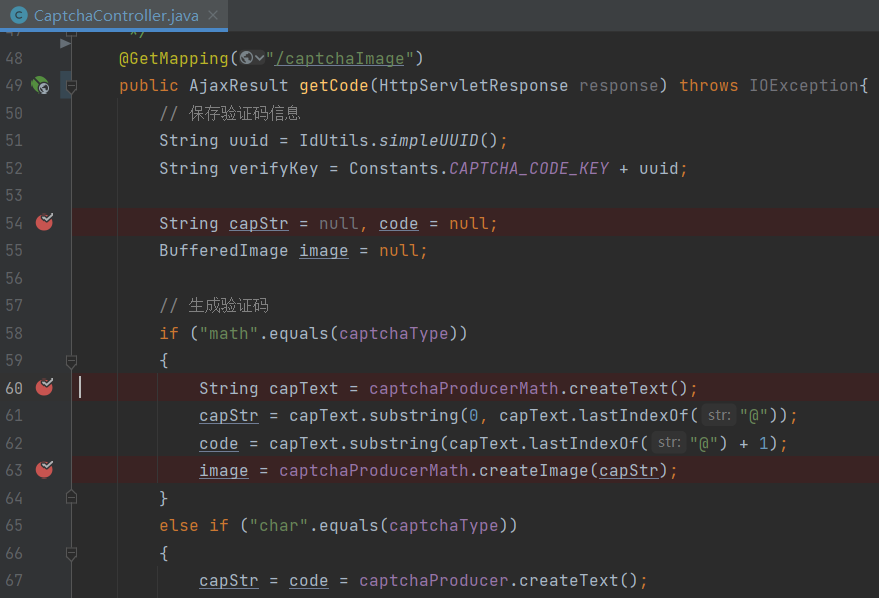 CaptchaController.java
47 */
48 @GetMapping("/captchaImage")
49 public AjaxResult getCode(HttpServletResponse response) throws IOException{
50 // 保存验证码信息
51 String uuid = IdUtils.simpleUUID();
52 String verifyKey = Constants.CAPTCHA_CODE_KEY + uuid;
53
54 String capStr = null, code = null;
55 BufferedImage image = null;
56
57 // 生成验证码
58 if ("math".equals(captchaType))
59 {
60 String capText = captchaProducerMath.createText();
61 capStr = capText.substring(0, capText.lastIndexOf( str: "@"));
62 code = capText.substring(capText.lastIndexOf( str: "@") + 1);
63 image = captchaProducerMath.createImage(capStr);
64 }
65 else if ("char".equals(captchaType))
66 {
67 capStr = code = captchaProducer.createText();